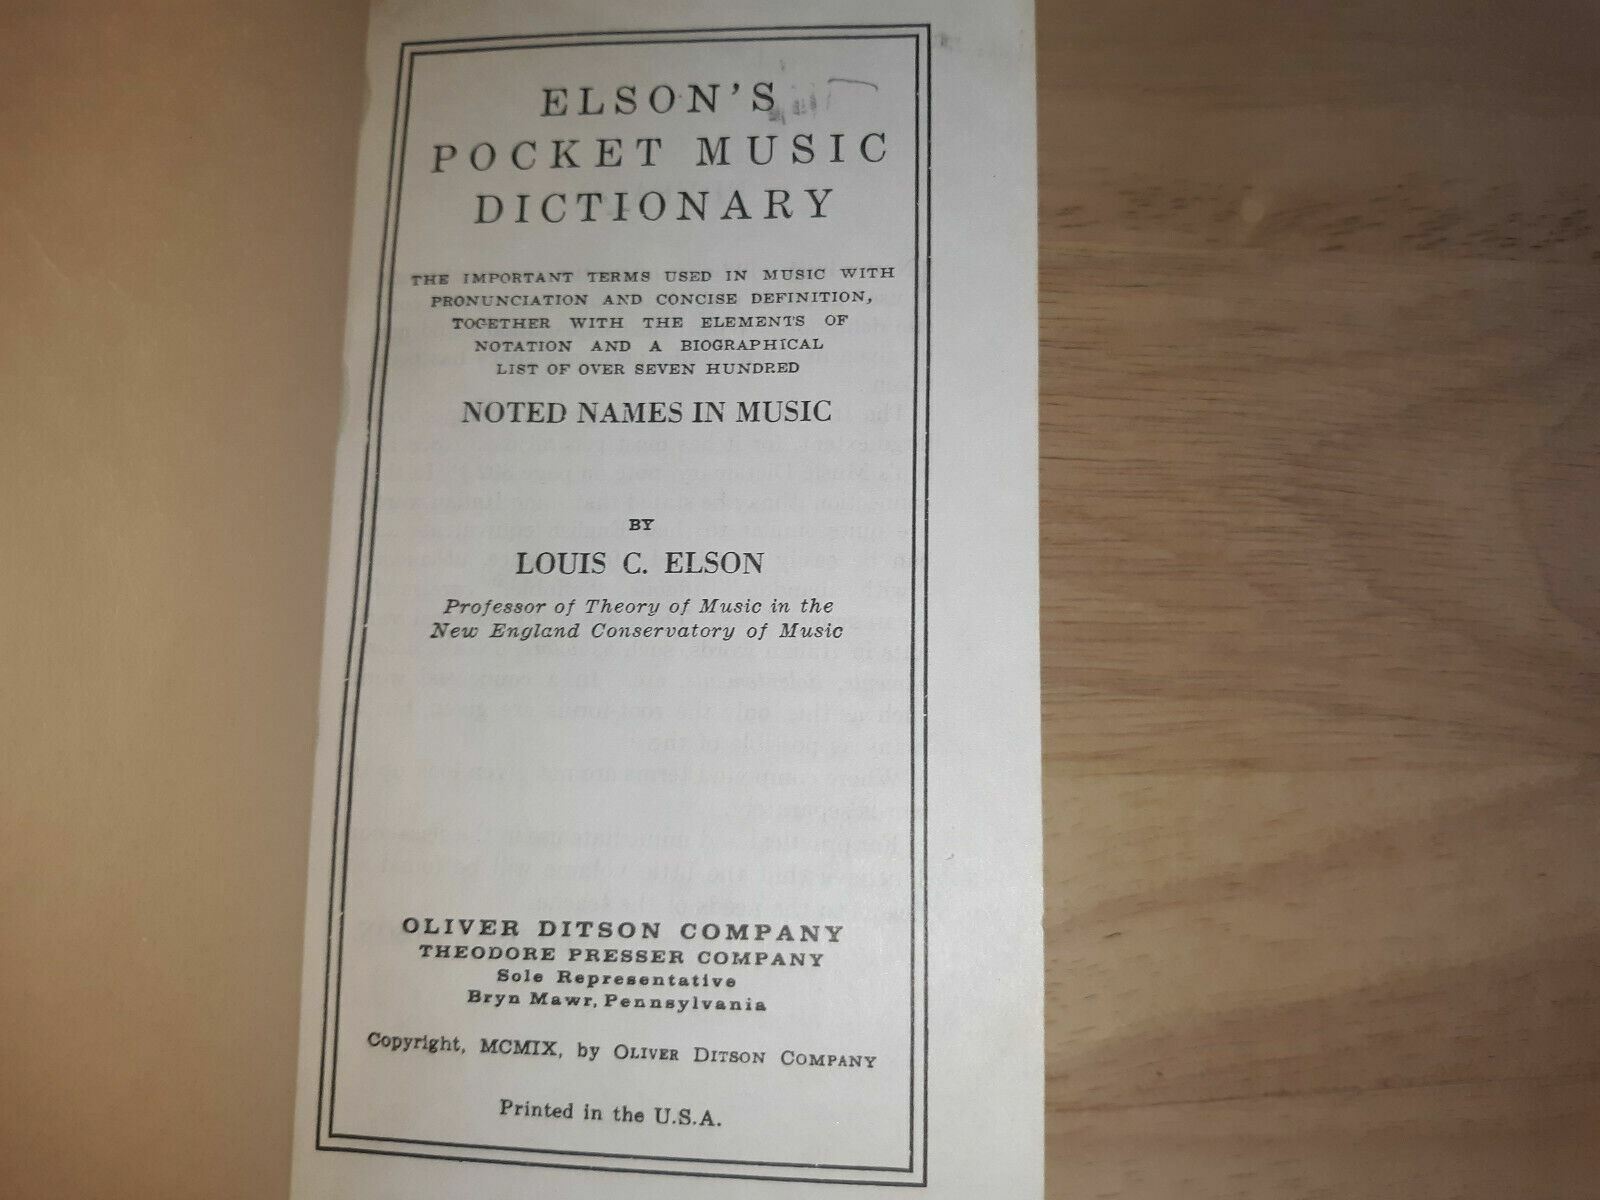 ELSON'S
POCKET MUSIC
DICTIONARY
THE IMPORTANT TERMS USED IN MUSIC WITH
PRONUNCIATION AND CONCISE DEFINITION,
TOGETHER WITH THE ELEMENTS OF
NOTATION AND A BIOGRAPHICAL
LIST OF OVER SEVEN HUNDRED
NOTED NAMES IN MUSIC
BY
LOUIS C. ELSON
Professor of Theory of Music in the
New England Conservatory of Music
OLIVER DITSON COMPANY
THEODORE PRESSER COMPANY
Sole Representative
Bryn Mawr, Pennsylvania
Copyright, MCMIX, by OLIVER DITSON COMPANY
Printed in the U.S.A.